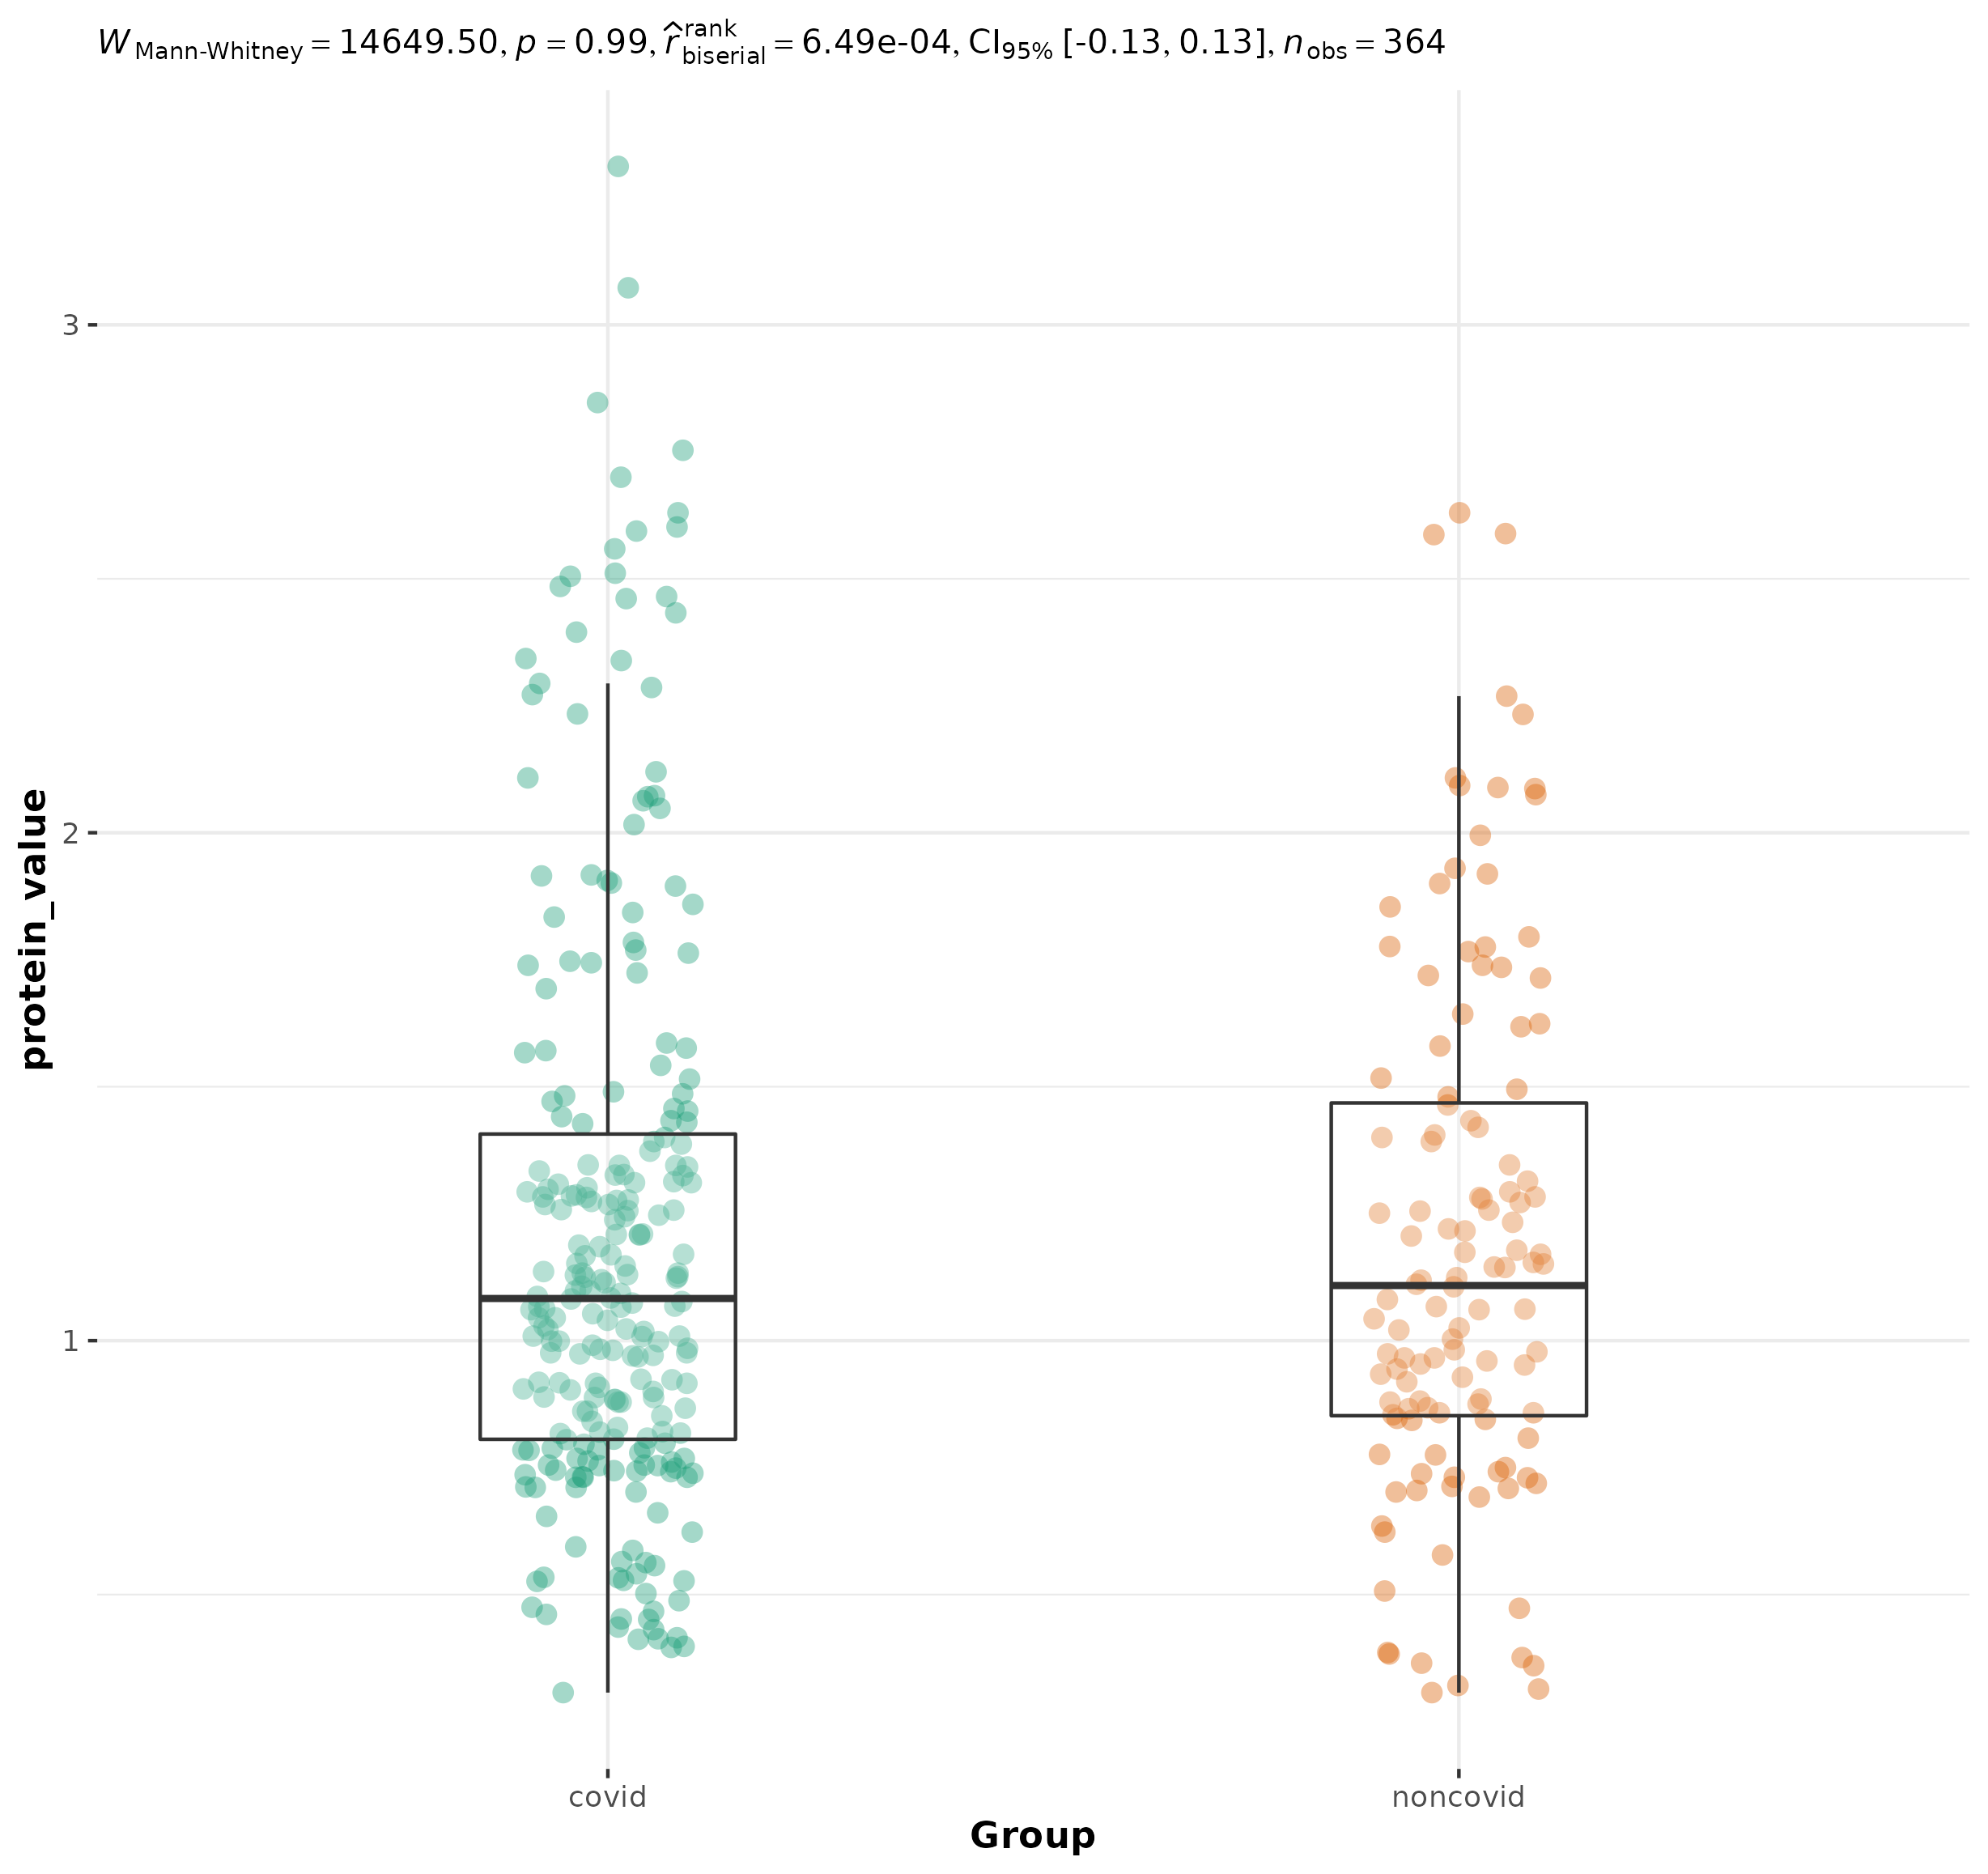 W Mann-Whitney = 14649.50, p = 0.99, r̂ rank biserial = 6.49e-04, CI95% [-0.13, 0.13], nobs = 364
3
2
1
protein_value
covid noncovid
Group